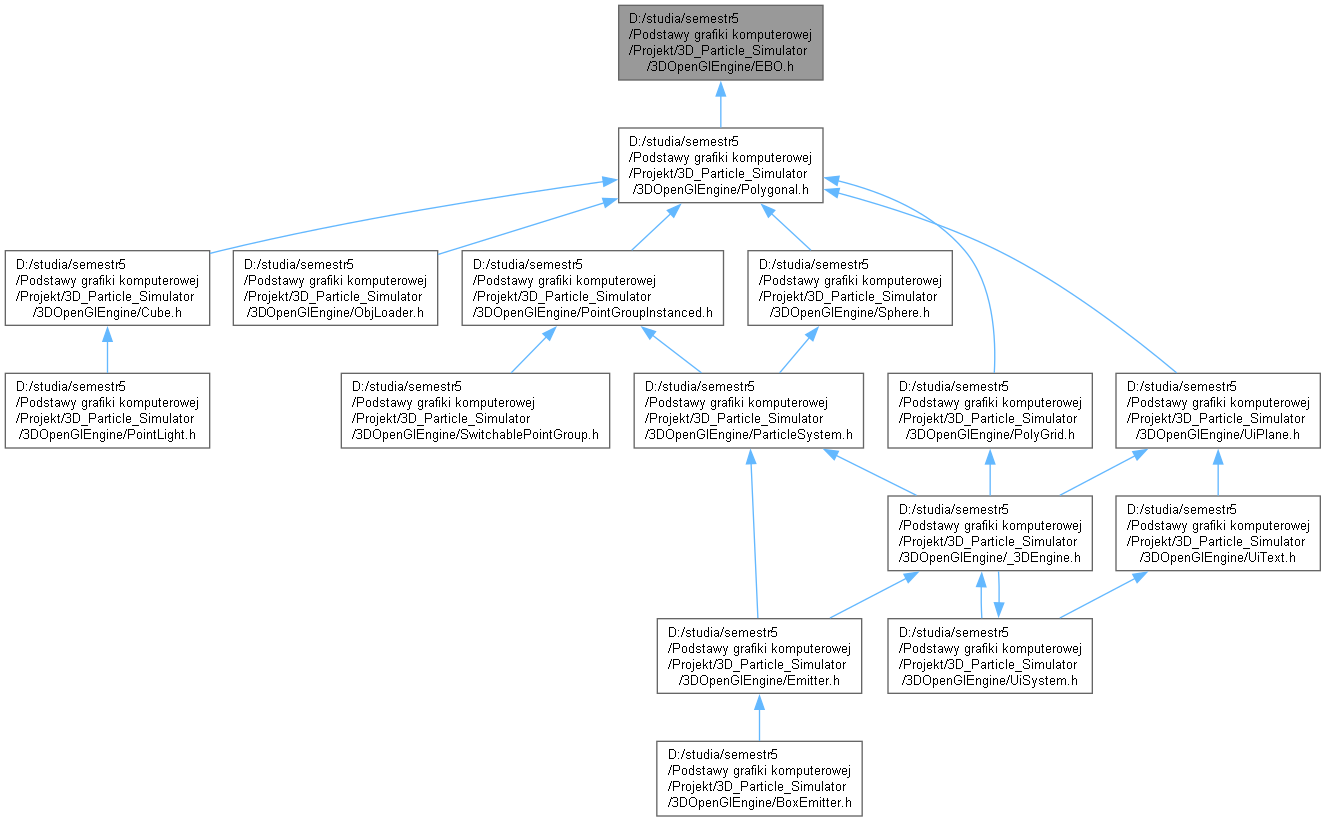 D:/studia/semestr5
/Podstawy grafiki komputerowej
/Projekt/3D_Particle_Simulator
/3DOpenGlEngine/EBO.h
D:/studia/semestr5
/Podstawy grafiki komputerowej
/Projekt/3D_Particle_Simulator
/3DOpenGlEngine/Polygonal.h
D:/studia/semestr5
/Podstawy grafiki komputerowej
/Projekt/3D_Particle_Simulator
/3DOpenGlEngine/Cube.h
D:/studia/semestr5
/Podstawy grafiki komputerowej
/Projekt/3D_Particle_Simulator
/3DOpenGlEngine/ObjLoader.h
D:/studia/semestr5
/Podstawy grafiki komputerowej
/Projekt/3D_Particle_Simulator
/3DOpenGlEngine/PointGroupInstanced.h
D:/studia/semestr5
/Podstawy grafiki komputerowej
/Projekt/3D_Particle_Simulator
/3DOpenGlEngine/Sphere.h
D:/studia/semestr5
/Podstawy grafiki komputerowej
/Projekt/3D_Particle_Simulator
/3DOpenGlEngine/PointLight.h
D:/studia/semestr5
/Podstawy grafiki komputerowej
/Projekt/3D_Particle_Simulator
/3DOpenGlEngine/SwitchablePointGroup.h
D:/studia/semestr5
/Podstawy grafiki komputerowej
/Projekt/3D_Particle_Simulator
/3DOpenGlEngine/ParticleSystem.h
D:/studia/semestr5
/Podstawy grafiki komputerowej
/Projekt/3D_Particle_Simulator
/3DOpenGlEngine/PolyGrid.h
D:/studia/semestr5
/Podstawy grafiki komputerowej
/Projekt/3D_Particle_Simulator
/3DOpenGlEngine/UiPlane.h
D:/studia/semestr5
/Podstawy grafiki komputerowej
/Projekt/3D_Particle_Simulator
/3DOpenGlEngine/_3DEngine.h
D:/studia/semestr5
/Podstawy grafiki komputerowej
/Projekt/3D_Particle_Simulator
/3DOpenGlEngine/UiText.h
D:/studia/semestr5
/Podstawy grafiki komputerowej
/Projekt/3D_Particle_Simulator
/3DOpenGlEngine/Emitter.h
D:/studia/semestr5
/Podstawy grafiki komputerowej
/Projekt/3D_Particle_Simulator
/3DOpenGlEngine/UiSystem.h
D:/studia/semestr5
/Podstawy grafiki komputerowej
/Projekt/3D_Particle_Simulator
/3DOpenGlEngine/BoxEmitter.h